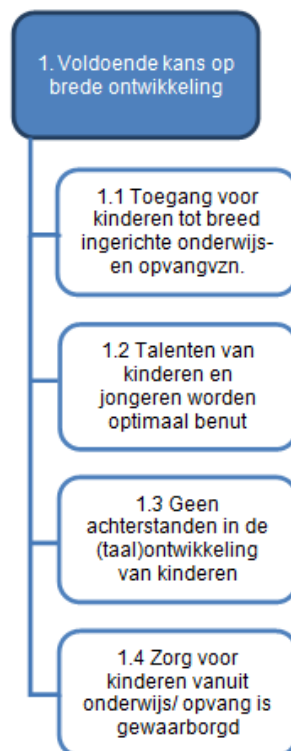 1. Voldoende kans op
brede ontwikkeling
1.1 Toegang voor
kinderen tot breed
ingerichte onderwijs-
en opvangvzn.
1.2 Talenten van
kinderen en
jongeren worden
optimaal benut
1.3 Geen
achterstanden in de
(taal)ontwikkeling
van kinderen
1.4 Zorg voor
kinderen vanuit
onderwijs/ opvang is
gewaarborgd